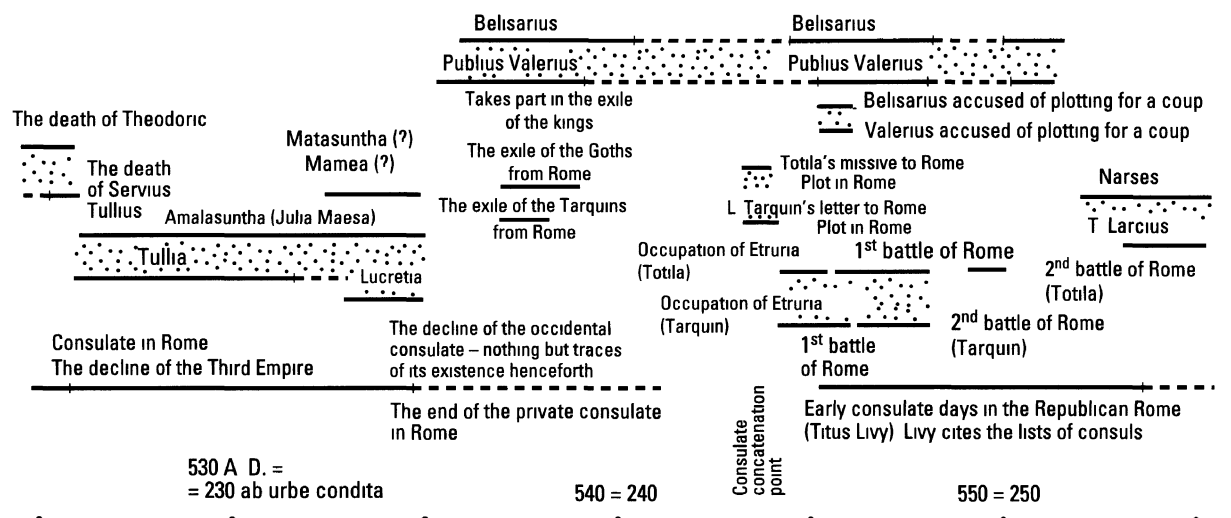 Belisarius
Belisarius
Publius Valerius
Publius Valerius
Takes part in the exile
of the kings
Belisarius accused of plotting for a coup
Valerius accused of plotting for a coup
The death of Theodoric
The death
of Servius
Tullius
Matasuntha (?)
Mamea (?)
The exile of the Goths
from Rome
The exile of the Tarquins
from Rome
Totila's missive to Rome
Plot in Rome
L Tarquin's letter to Rome
Plot in Rome
Narses
T Larcius
Amalasuntha (Julia Maesa)
Tullia
Lucretia
Occupation of Etruria
(Totila)
1st battle of Rome
2nd battle of Rome
(Totila)
Occupation of Etruria
(Tarquin)
1st battle
of Rome
2nd battle of Rome
(Tarquin)
Consulate in Rome
The decline of the Third Empire
The decline of the occidental
consulate – nothing but traces
of its existence henceforth
The end of the private consulate
in Rome
Consulate
concatenation
point
Early consulate days in the Republican Rome
(Titus Livy) Livy cites the lists of consuls
530 A D. =
= 230 ab urbe condita
540 = 240
550 = 250